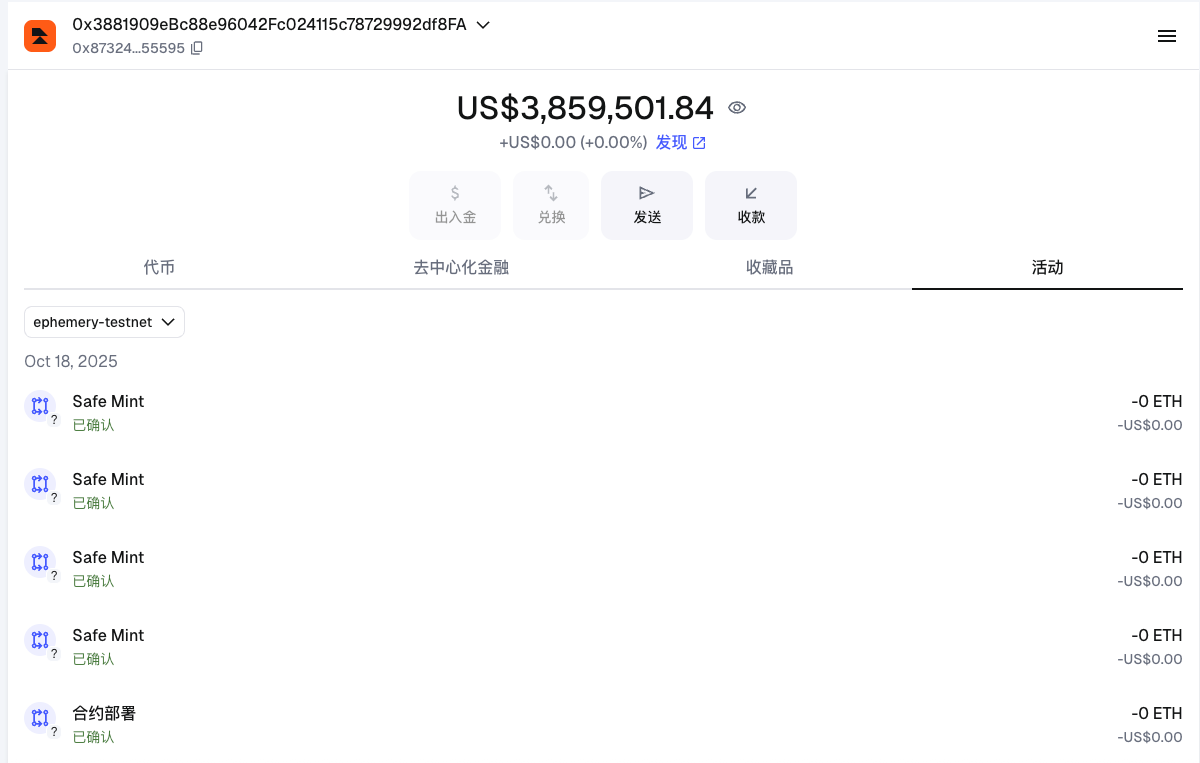 0x3881909eBc88e96042Fc024115c78729992df8FA
0x87324...55595
US$3,859,501.84
+US$0.00 (+0.00%) 发现
出入金 兑换 发送 收款
代币 去中心化金融 收藏品 活动
ephemery-testnet
Oct 18, 2025
Safe Mint -0 ETH
? 已确认 -US$0.00
Safe Mint -0 ETH
? 已确认 -US$0.00
Safe Mint -0 ETH
? 已确认 -US$0.00
Safe Mint -0 ETH
? 已确认 -US$0.00
合约部署 -0 ETH
? 已确认 -US$0.00